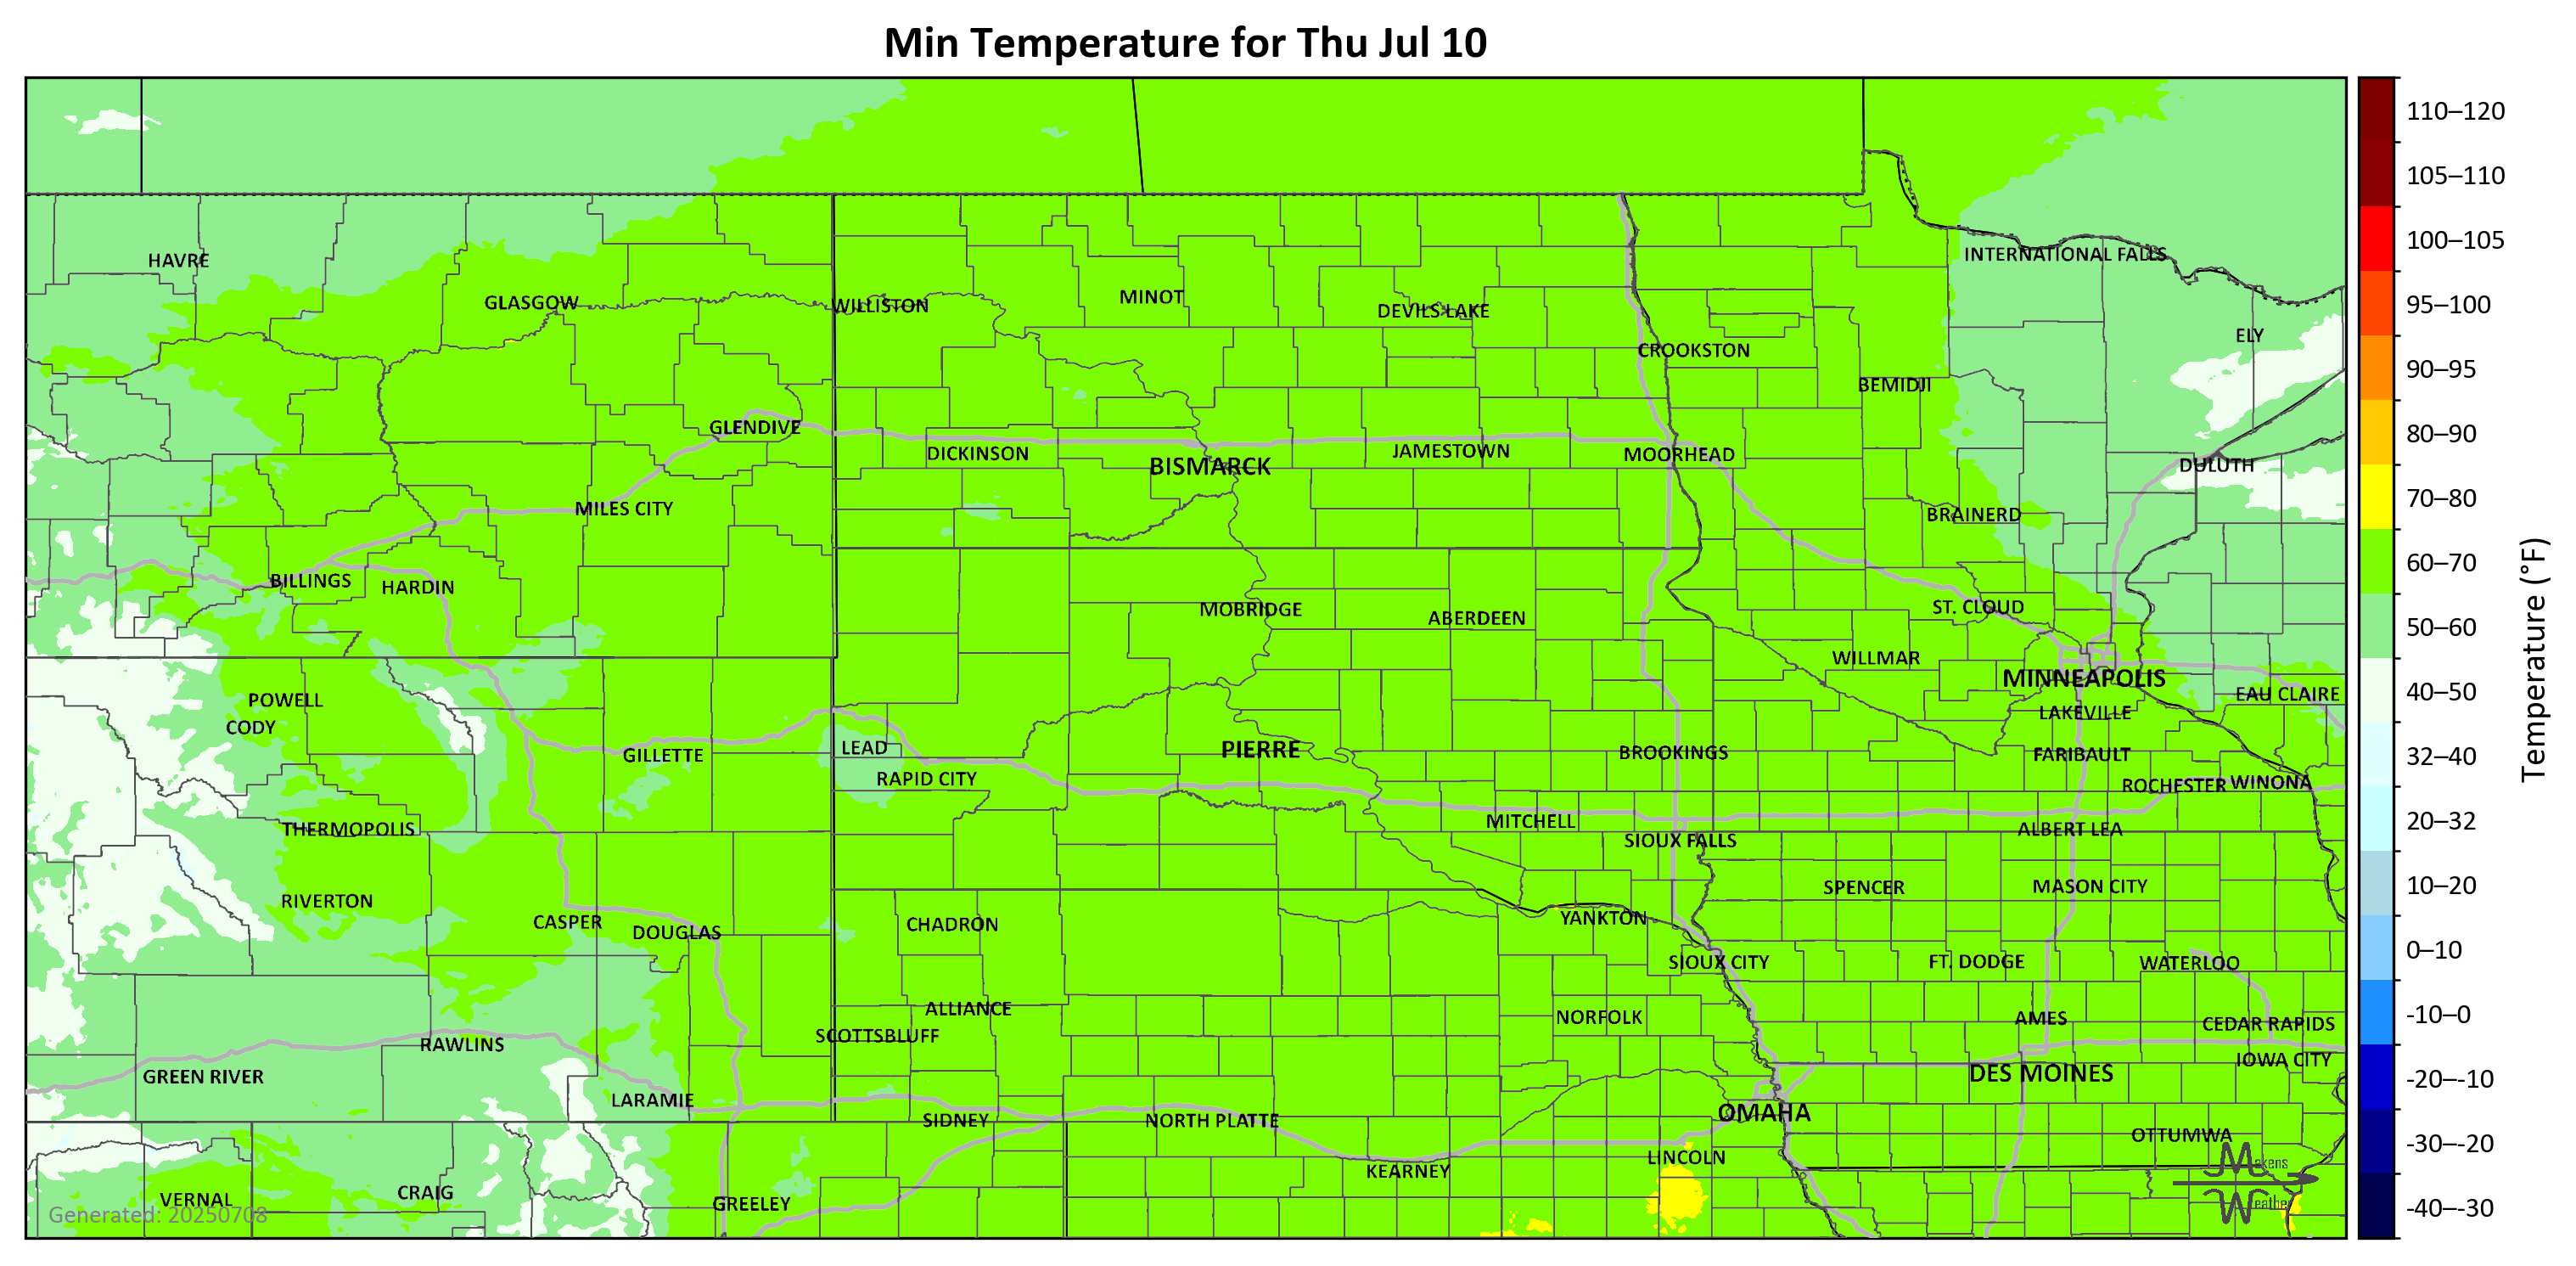 Min Temperature for Thu Jul 10
HAVRE
GLASGOW
WILLISTON
MINOT
DEVILS LAKE
INTERNATIONAL FALLS
ELY
CROOKSTON
BEMIDJI
GLENDIVE
DICKINSON
BISMARCK
JAMESTOWN
MOORHEAD
DULUTH
MILES CITY
BRAINERD
BILLINGS
HARDIN
MOBRIDGE
ABERDEEN
ST. CLOUD
WILLMAR
MINNEAPOLIS
EAU CLAIRE
POWELL
CODY
LAKEVILLE
GILLETTE
LEAD
RAPID CITY
PIERRE
BROOKINGS
FARIBAULT
ROCHESTER
WINONA
THERMOPOLIS
MITCHELL
SIOUX FALLS
ALBERT LEA
RIVERTON
SPENCER
MASON CITY
CASPER
DOUGLAS
CHADRON
YANKTON
SIOUX CITY
FT. DODGE
WATERLOO
ALLIANCE
NORFOLK
AMES
CEDAR RAPIDS
SCOTTSBLUFF
RAWLINS
IOWA CITY
GREEN RIVER
DES MOINES
LARAMIE
SIDNEY
NORTH PLATTE
OMAHA
OTTUMWA
LINCOLN
KEARNEY
VERNAL
CRAIG
GREELEY
Generated: 20250708
Makens
Weather
110–120
105–110
100–105
95–100
90–95
80–90
70–80
60–70
50–60
40–50
32–40
20–32
10–20
0–10
-10–0
-20–-10
-30–-20
-40–-30
Temperature (°F)